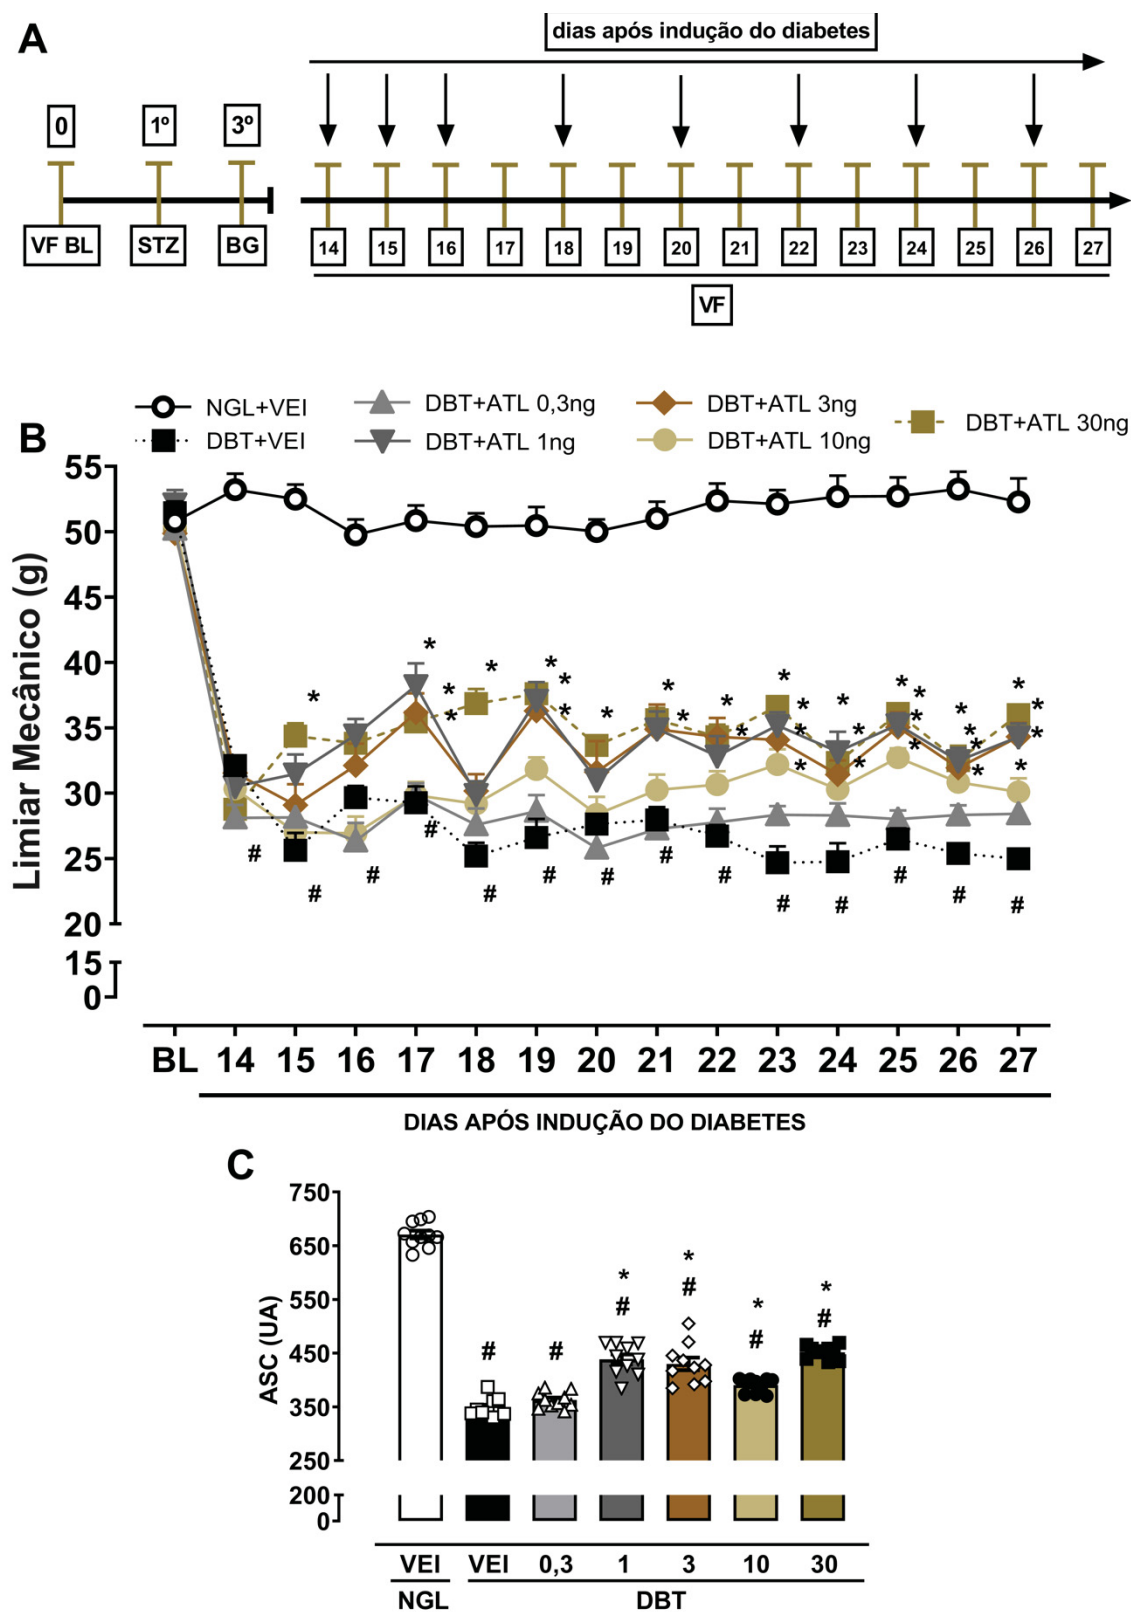 A
dias após indução do diabetes
0 1º 3º
VF BL STZ BG 14 15 16 17 18 19 20 21 22 23 24 25 26 27
VF
NGL+VEI DBT+ATL 0,3ng DBT+ATL 3ng DBT+ATL 30ng
DBT+VEI DBT+ATL 1ng DBT+ATL 10ng
B
Limiar Mecânico (g)
55
50
45
40
35
30
25
20
15
0
* * * * * * * * * * * * * * * * * * * * * * * * * * * * * *
# # # # # # # # # # # # # #
BL 14 15 16 17 18 19 20 21 22 23 24 25 26 27
DIAS APÓS INDUÇÃO DO DIABETES
C
ASC (UA)
750
650
550
450
350
250
200
0
* * * *
# # # # # #
VEI VEI 0,3 1 3 10 30
NGL DBT